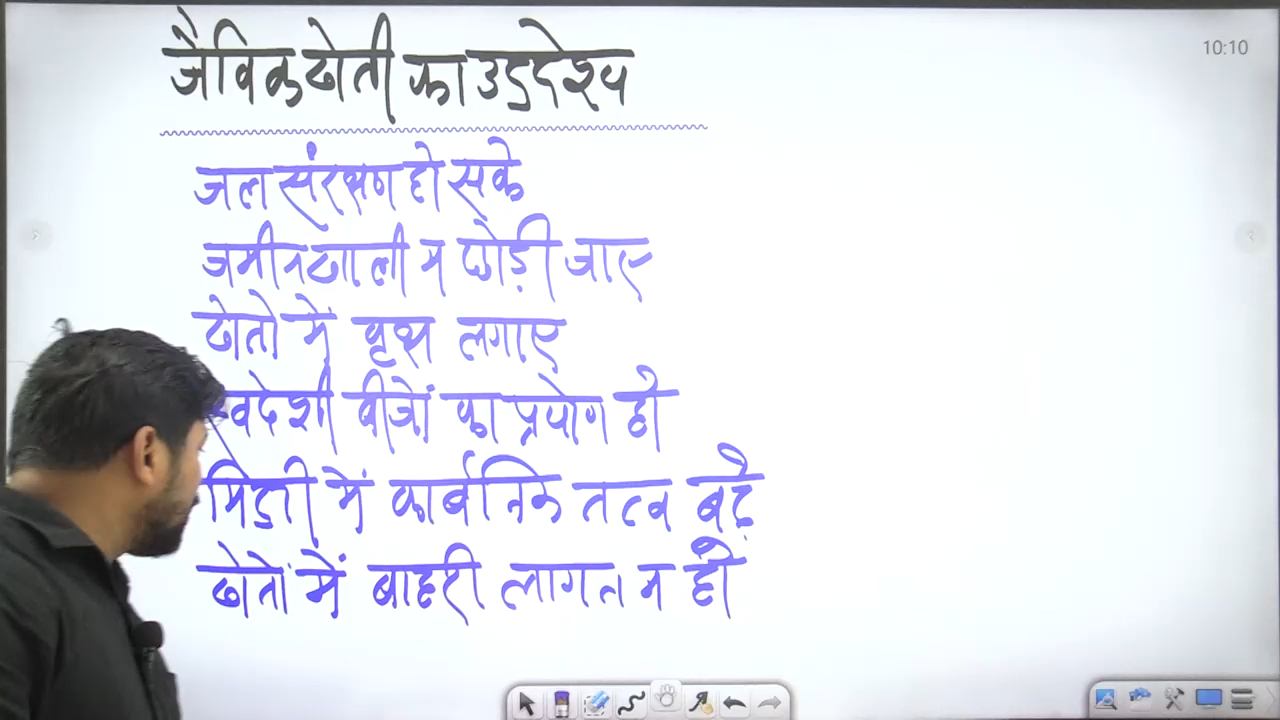 जैविक खेती का उद्देश्य
10:10
जल संरक्षण हो सके
जमीन खाली न छोड़ी जाए
खेतो में वृक्ष लगाए
स्वदेशी बीजों का प्रयोग हो
मिट्टी में कार्बनिक तत्व बढ़े
खेतों में बाहरी लागत न हो